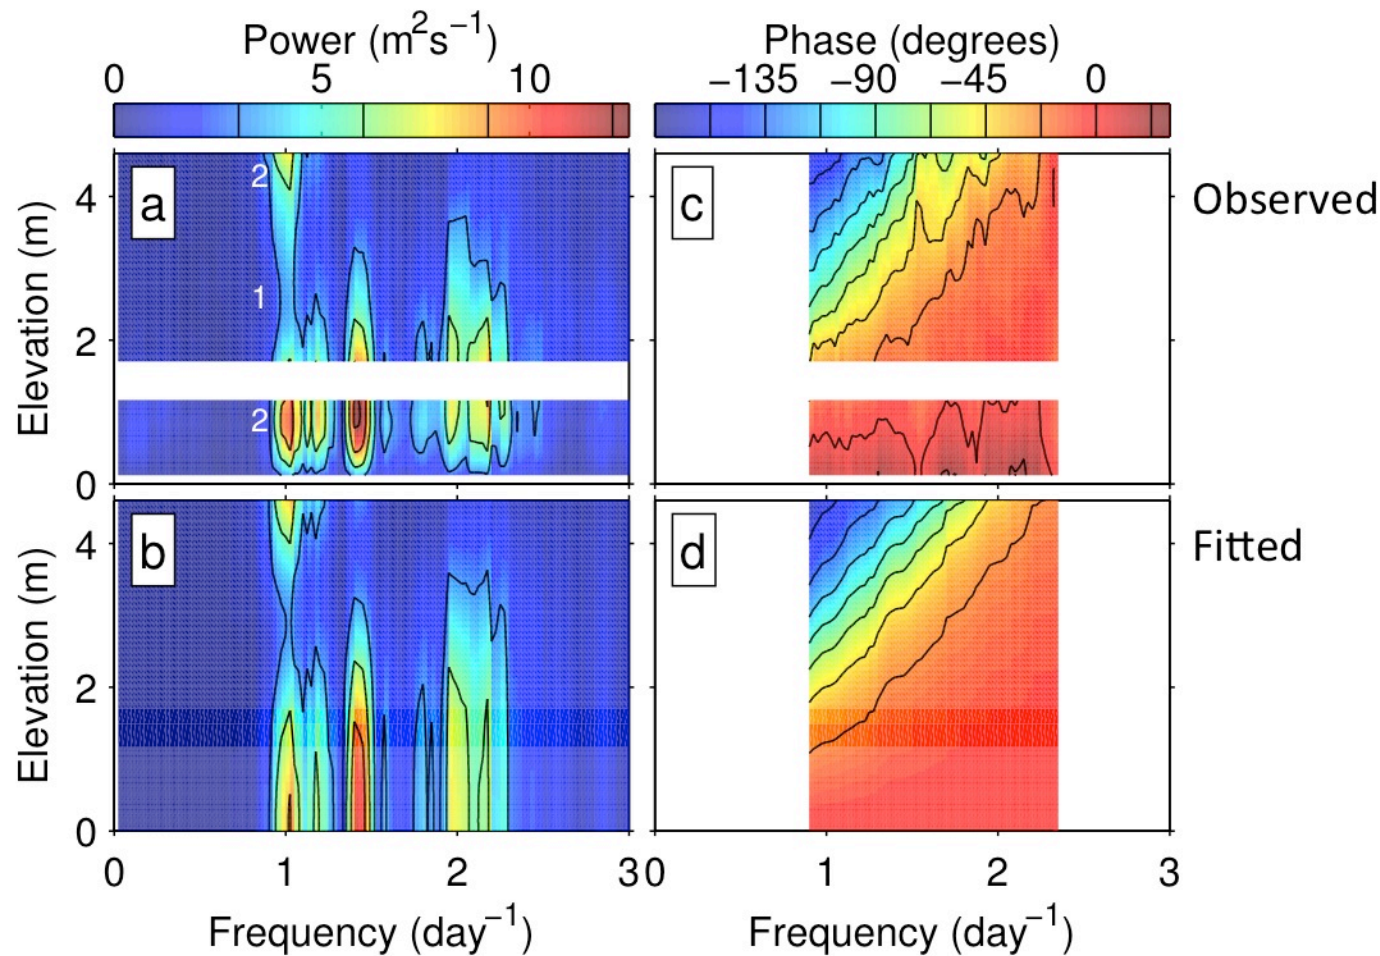 Power (m²s⁻¹)
Phase (degrees)
0 5 10
−135 −90 −45 0
a
c
Observed
2
1
2
4
2
0
Elevation (m)
b
d
Fitted
4
2
0
Elevation (m)
0 1 2 3
0 1 2 3
Frequency (day⁻¹)
Frequency (day⁻¹)